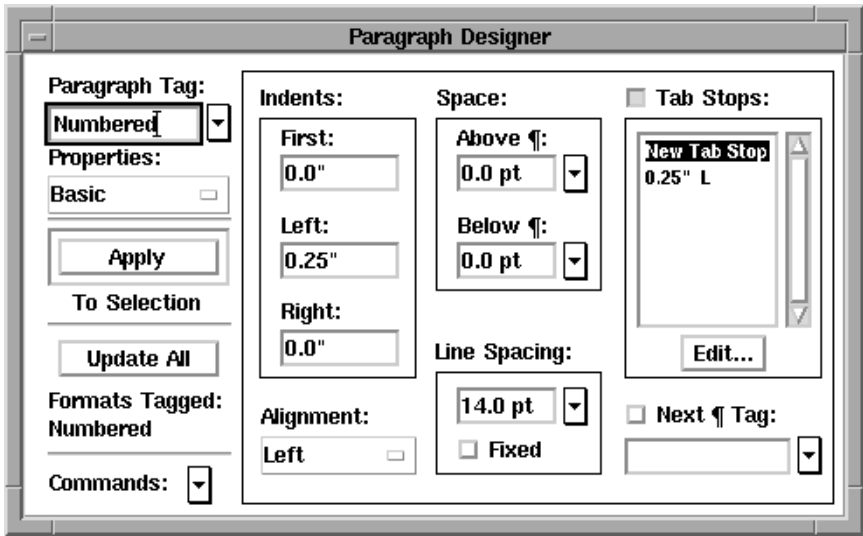 Paragraph Designer
Paragraph Tag:
Numbered
Properties:
Basic
Apply
To Selection
Update All
Formats Tagged:
Numbered
Commands:
Indents:
First:
0.0"
Left:
0.25"
Right:
0.0"
Alignment:
Left
Space:
Above ¶:
0.0 pt
Below ¶:
0.0 pt
Line Spacing:
14.0 pt
Fixed
Tab Stops:
New Tab Stop
0.25" L
Edit...
Next ¶ Tag: